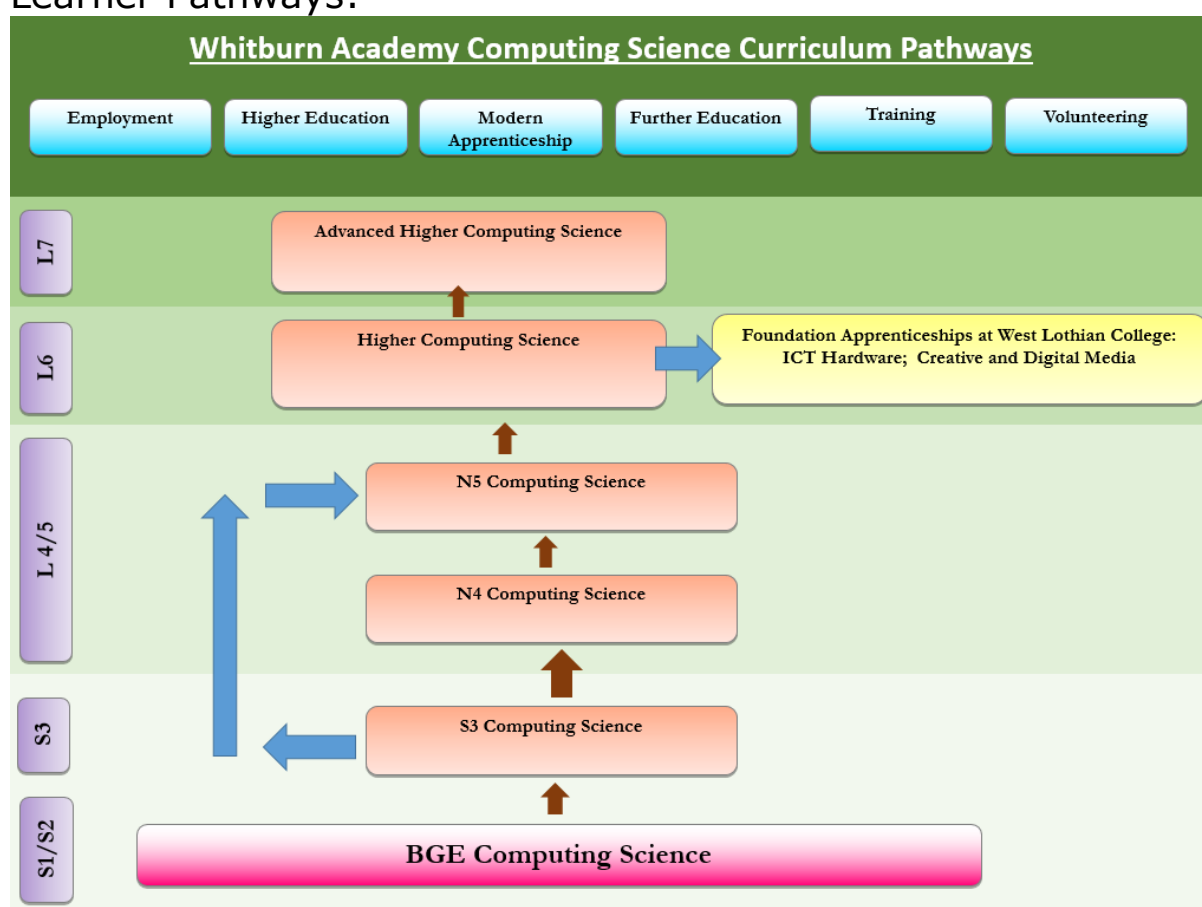 Learner Pathways:
Whitburn Academy Computing Science Curriculum Pathways
Employment
Higher Education
Modern
Apprenticeship
Further Education
Training
Volunteering
L7
Advanced Higher Computing Science
L6
Higher Computing Science
Foundation Apprenticeships at West Lothian College:
ICT Hardware; Creative and Digital Media
L 4/5
N5 Computing Science
N4 Computing Science
S3
S3 Computing Science
S1/S2
BGE Computing Science